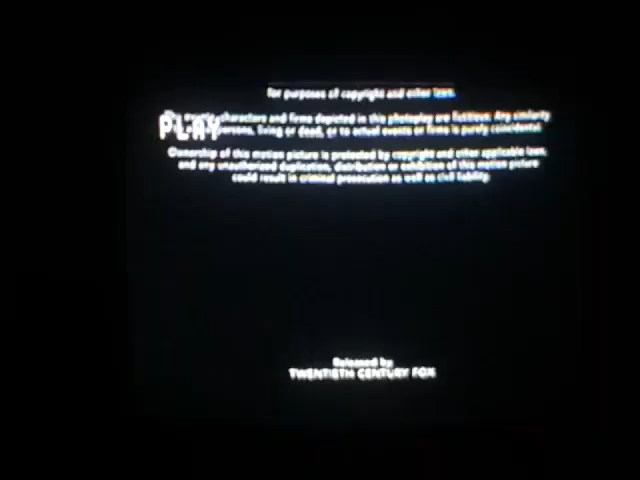 for purposes of copyright and other laws.
characters and firms depicted in this photoplay are fictitious. Any similarity
PLAY
persons, living or dead, or to actual events or firms is purely coincidental.
Ownership of this motion picture is protected by copyright and other applicable laws,
and any unauthorized duplication, distribution or exhibition of this motion picture
could result in criminal prosecution as well as civil liability.
Released by
TWENTIETH CENTURY FOX